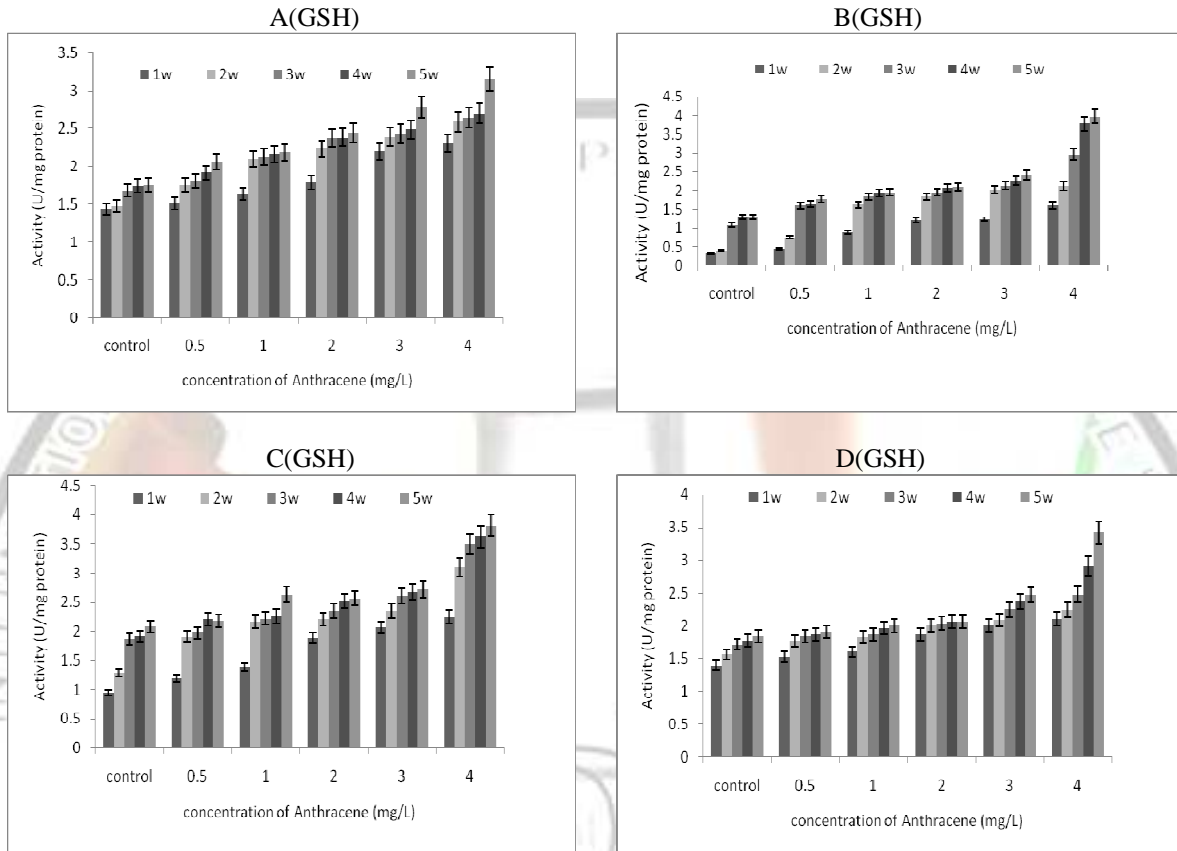 A(GSH)
3.5
3
2.5
2
1.5
1
0.5
0
Activity (U/mg protein)
1w 2w 3w 4w 5w
control 0.5 1 2 3 4
concentration of Anthracene (mg/L)
B(GSH)
4.5
4
3.5
3
2.5
2
1.5
1
0.5
0
Activity (U/mg protein)
1w 2w 3w 4w 5w
control 0.5 1 2 3 4
concentration of Anthracene (mg/L)
C(GSH)
4.5
4
3.5
3
2.5
2
1.5
1
0.5
0
Activity (U/mg protein)
1w 2w 3w 4w 5w
control 0.5 1 2 3 4
concentration of Anthracene (mg/L)
D(GSH)
4
3.5
3
2.5
2
1.5
1
0.5
0
Activity (U/mg protein)
1w 2w 3w 4w 5w
control 0.5 1 2 3 4
concentration of Anthracene (mg/L)